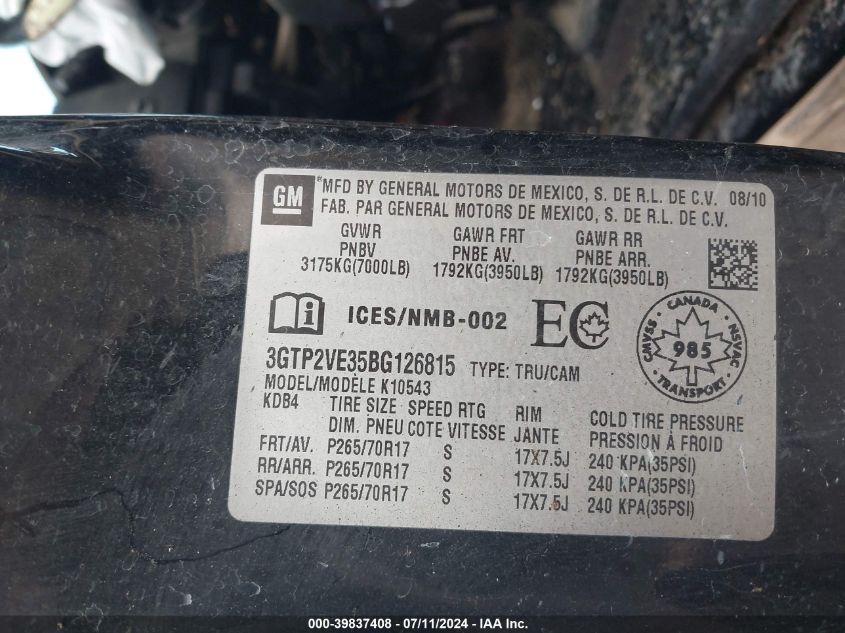 GM
®MFD BY GENERAL MOTORS DE MEXICO, S. DE R.L. DE C.V. 08/10
FAB. PAR GENERAL MOTORS DE MEXICO, S. DE R.L. DE C.V.
GVWR GAWR FRT GAWR RR
PNBV PNBE AV. PNBE ARR.
3175KG(7000LB) 1792KG(3950LB) 1792KG(3950LB)
i ICES/NMB-002 EC
CANADA
CMVSS 985 NSVAC
TRANSPORT
3GTP2VE35BG126815 TYPE: TRU/CAM
MODEL/MODÈLE K10543
KDB4 TIRE SIZE SPEED RTG RIM COLD TIRE PRESSURE
DIM. PNEU COTE VITESSE JANTE PRESSION À FROID
FRT/AV. P265/70R17 S 17X7.5J 240 KPA(35PSI)
RR/ARR. P265/70R17 S 17X7.5J 240 KPA(35PSI)
SPA/SOS P265/70R17 S 17X7.5J 240 KPA(35PSI)
000-39837408 - 07/11/2024 - IAA Inc.